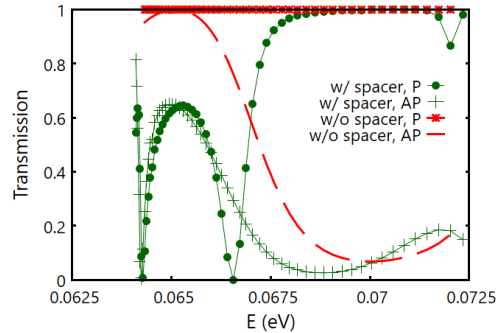 1
0.8
0.6
0.4
0.2
0
Transmission
w/ spacer, P
w/ spacer, AP
w/o spacer, P
w/o spacer, AP
0.0625
0.065
0.0675
0.07
0.0725
E (eV)